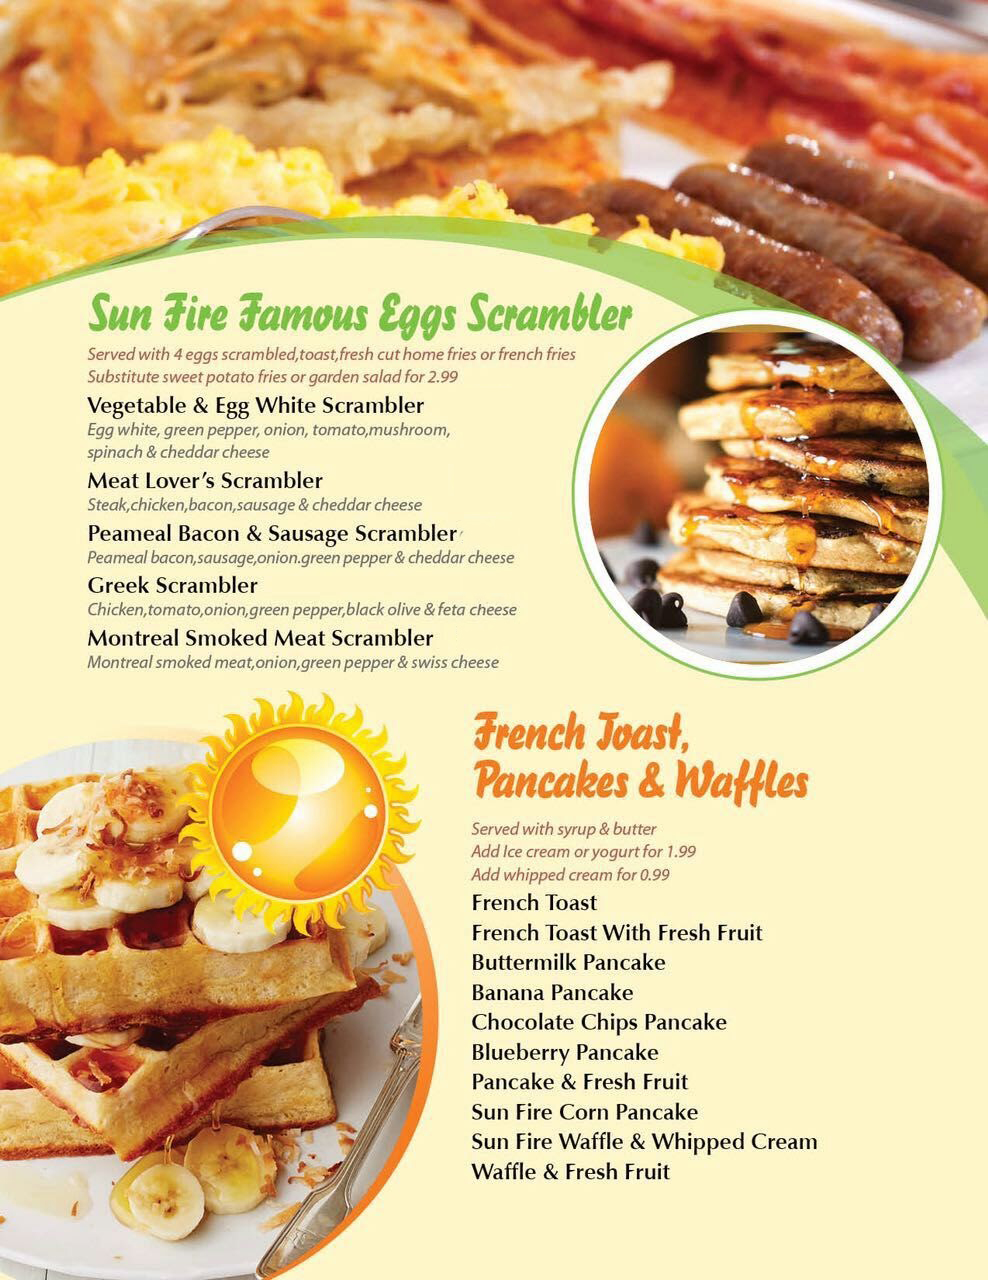 Sun Fire Famous Eggs Scrambler
Served with 4 eggs scrambled,toast,fresh cut home fries or french fries
Substitute sweet potato fries or garden salad for 2.99
Vegetable & Egg White Scrambler
Egg white, green pepper, onion, tomato,mushroom,
spinach & cheddar cheese
Meat Lover's Scrambler
Steak,chicken,bacon,sausage & cheddar cheese
Peameal Bacon & Sausage Scrambler
Peameal bacon,sausage,onion.green pepper & cheddar cheese
Greek Scrambler
Chicken,tomato,onion,green pepper,black olive & feta cheese
Montreal Smoked Meat Scrambler
Montreal smoked meat,onion,green pepper & swiss cheese
French Toast,
Pancakes & Waffles
Served with syrup & butter
Add Ice cream or yogurt for 1.99
Add whipped cream for 0.99
French Toast
French Toast With Fresh Fruit
Buttermilk Pancake
Banana Pancake
Chocolate Chips Pancake
Blueberry Pancake
Pancake & Fresh Fruit
Sun Fire Corn Pancake
Sun Fire Waffle & Whipped Cream
Waffle & Fresh Fruit